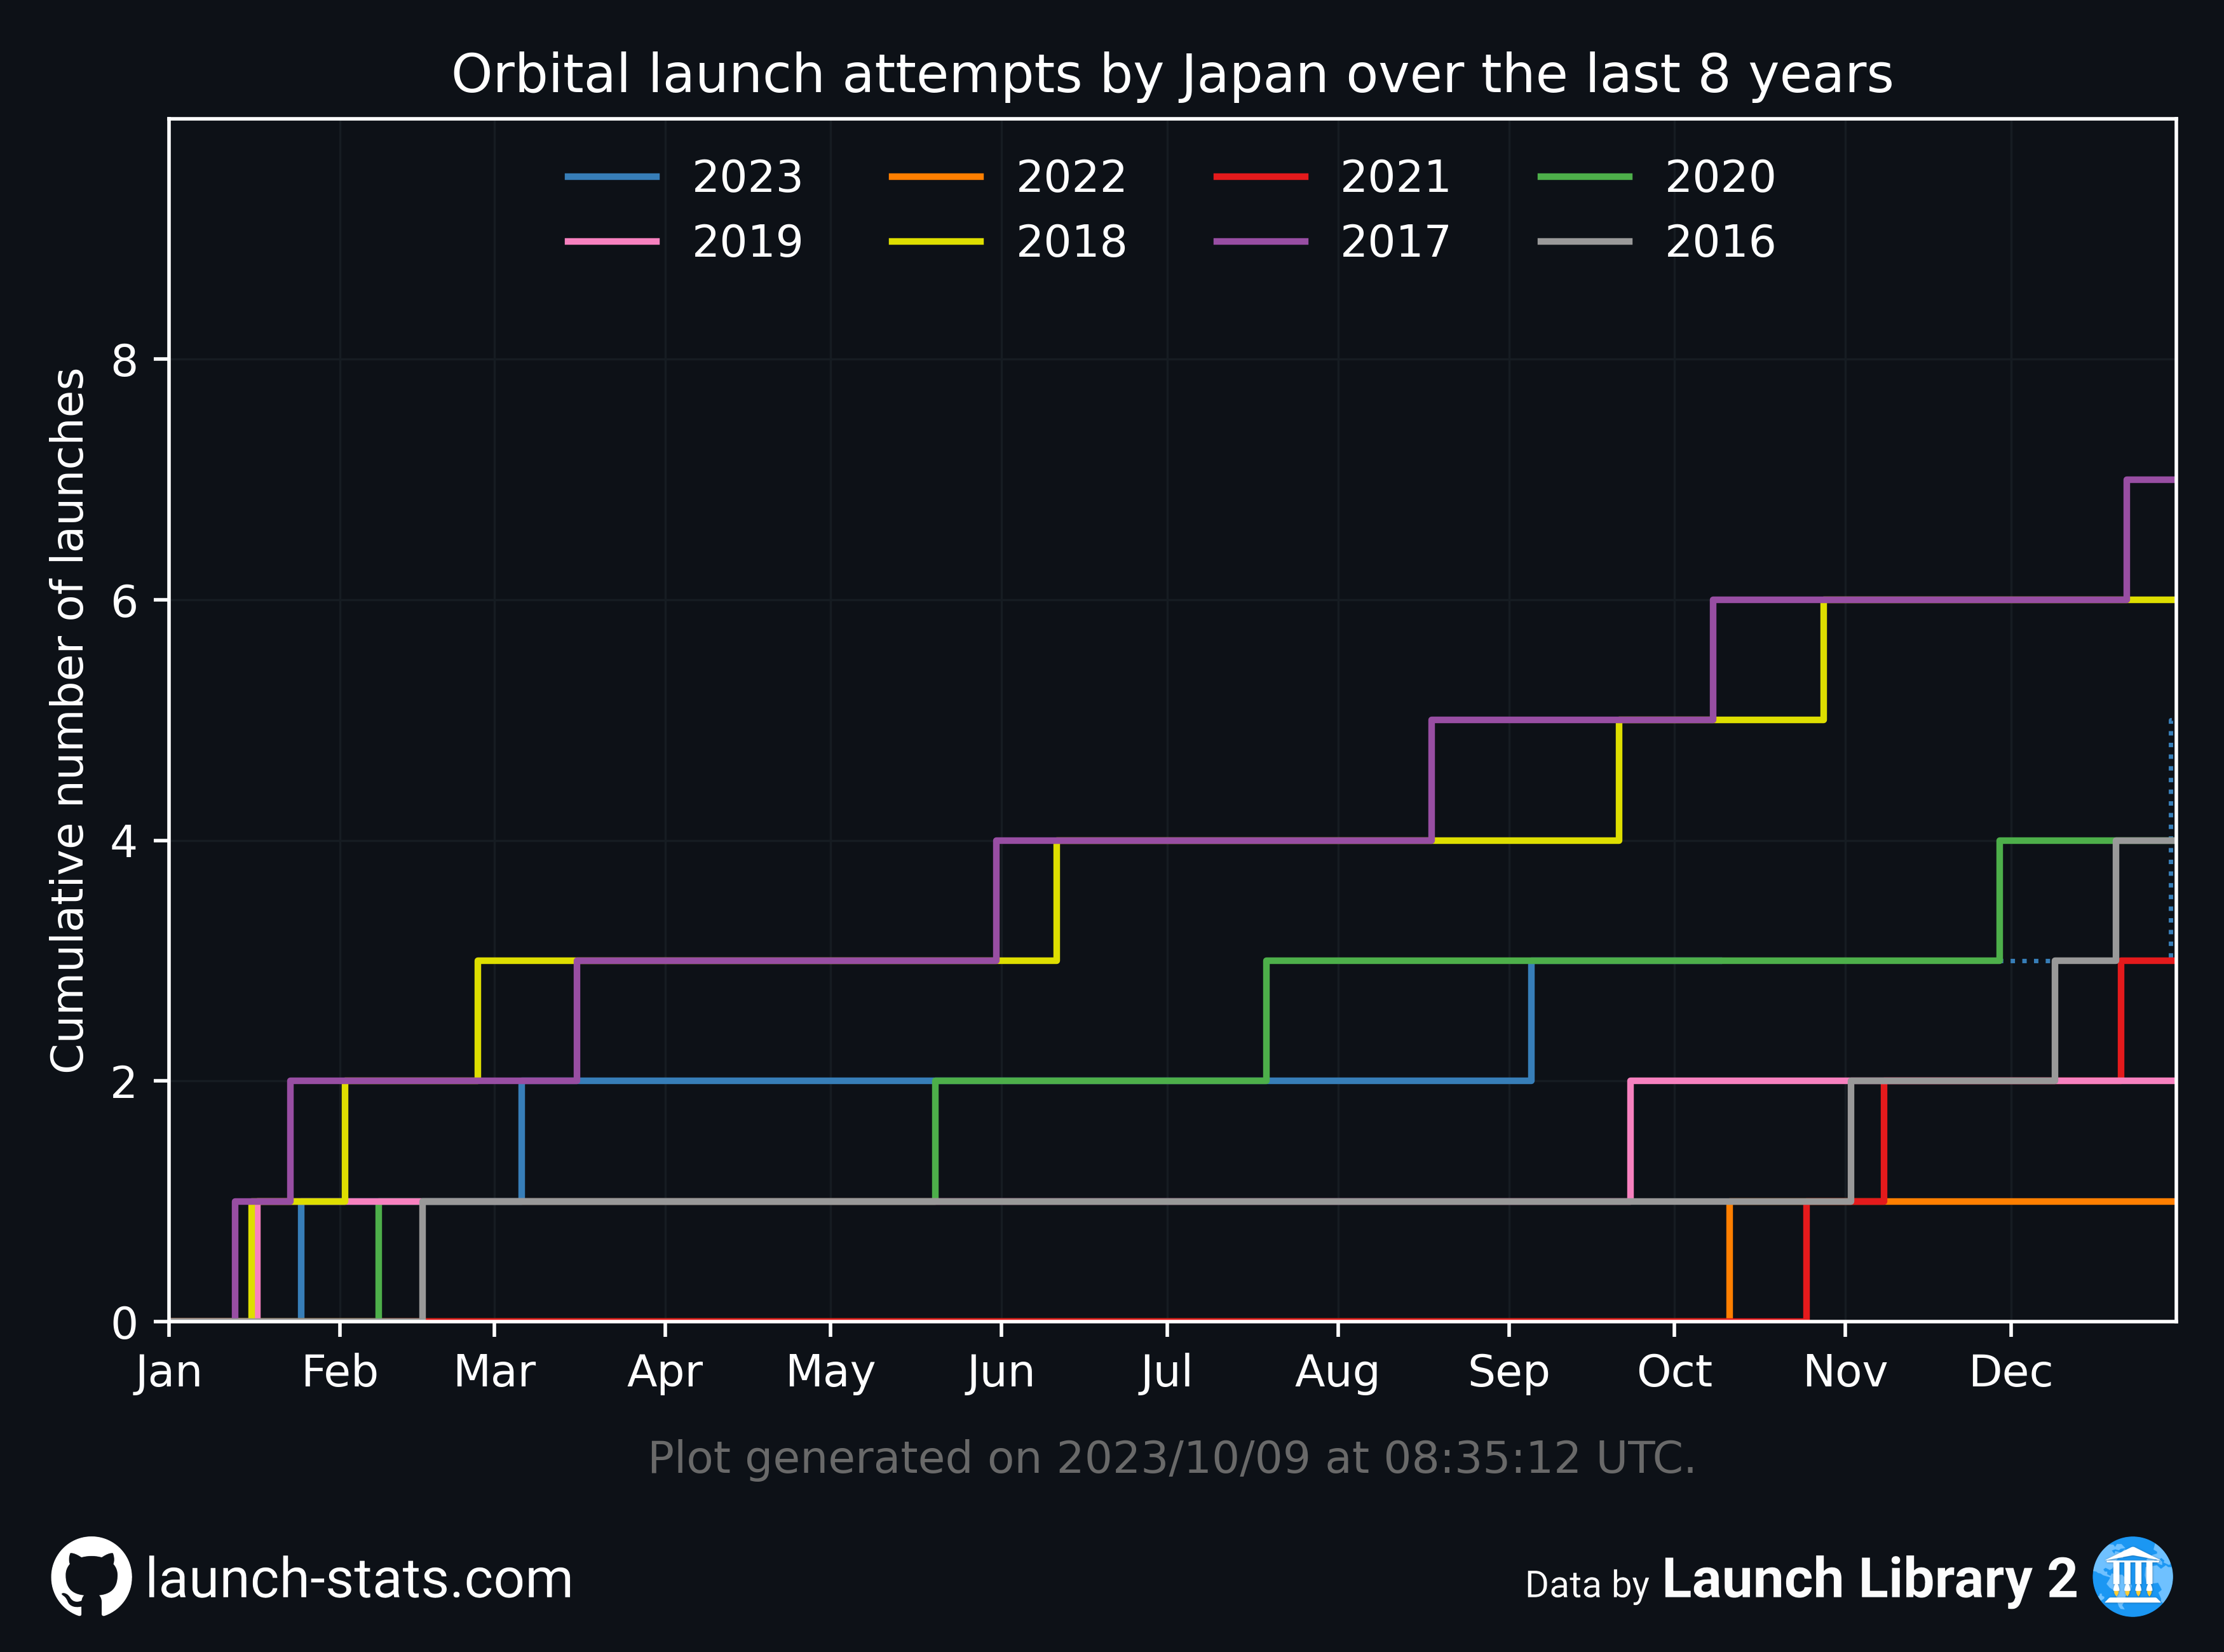 Orbital launch attempts by Japan over the last 8 years
2023 2022 2021 2020
2019 2018 2017 2016
Cumulative number of launches
8
6
4
2
0
Jan Feb Mar Apr May Jun Jul Aug Sep Oct Nov Dec
Plot generated on 2023/10/09 at 08:35:12 UTC.
launch-stats.com
Data by Launch Library 2